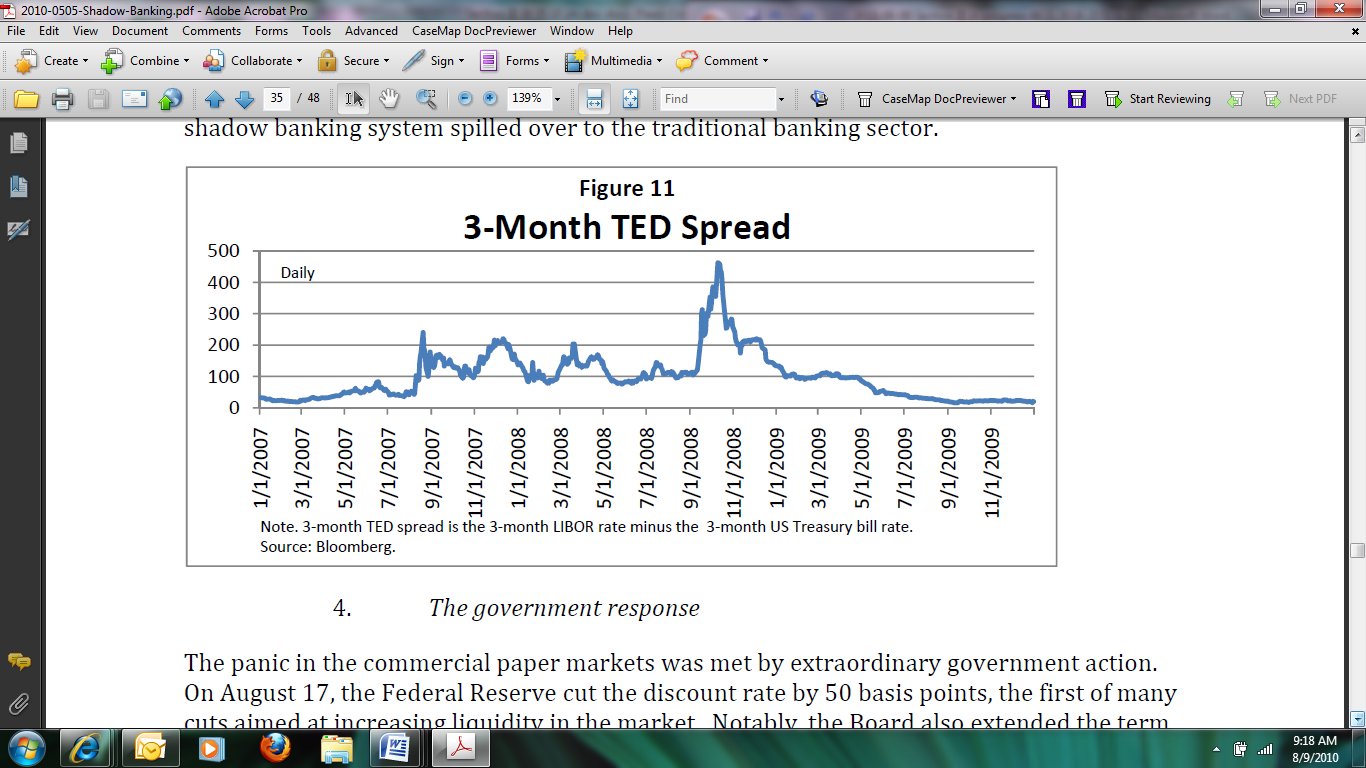 2010-0505-Shadow-Banking.pdf - Adobe Acrobat Pro
File Edit View Document Comments Forms Tools Advanced CaseMap DocPreviewer Window Help
Create Combine Collaborate Secure Sign Forms Multimedia Comment
35 / 48 139% Find CaseMap DocPreviewer Start Reviewing Next PDF
shadow banking system spilled over to the traditional banking sector.
Figure 11
3-Month TED Spread
500
Daily
400
300
200
100
0
1/1/2007 3/1/2007 5/1/2007 7/1/2007 9/1/2007 11/1/2007 1/1/2008 3/1/2008 5/1/2008 7/1/2008 9/1/2008 11/1/2008 1/1/2009 3/1/2009 5/1/2009 7/1/2009 9/1/2009 11/1/2009
Note. 3-month TED spread is the 3-month LIBOR rate minus the 3-month US Treasury bill rate.
Source: Bloomberg.
4. The government response
The panic in the commercial paper markets was met by extraordinary government action.
On August 17, the Federal Reserve cut the discount rate by 50 basis points, the first of many
cuts aimed at increasing liquidity in the market. Notably, the Board also extended the term
9:18 AM
8/9/2010